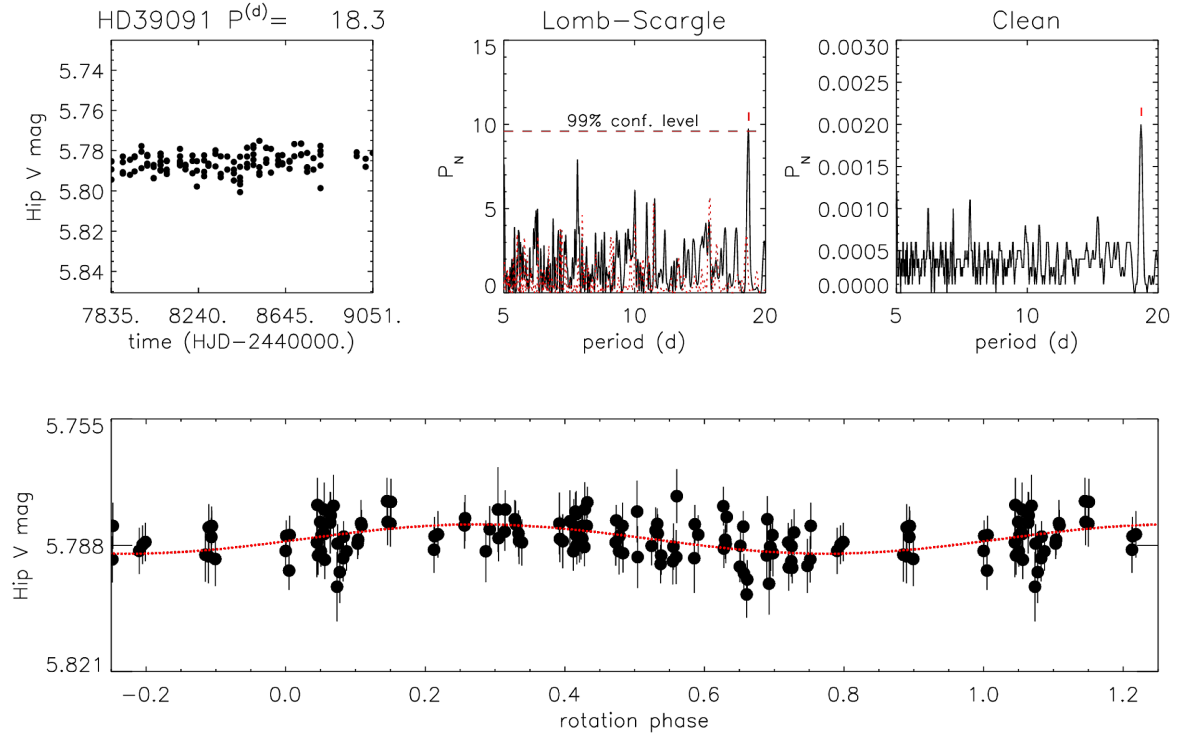 HD39091 P(d)= 18.3
Lomb-Scargle
Clean
Hip V mag
5.74
5.76
5.78
5.80
5.82
5.84
7835. 8240. 8645. 9051.
time (HJD-2440000.)
PN
15
10
5
0
99% conf. level
5 10 20
period (d)
PN
0.0030
0.0025
0.0020
0.0015
0.0010
0.0005
0.0000
5 10 20
period (d)
Hip V mag
5.755
5.788
5.821
-0.2 0.0 0.2 0.4 0.6 0.8 1.0 1.2
rotation phase